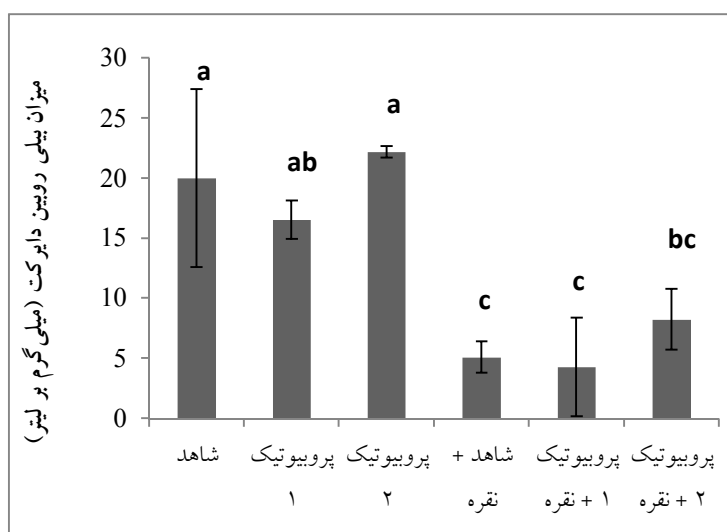 میزان بیلی روبین دایرکت (میلی گرم بر لیتر)
30
25
20
15
10
5
0
a
ab
a
c
c
bc
شاهد
پروبیوتیک
۱
پروبیوتیک
۲
شاهد +
نقره
پروبیوتیک
۱ + نقره
پروبیوتیک
۲ + نقره